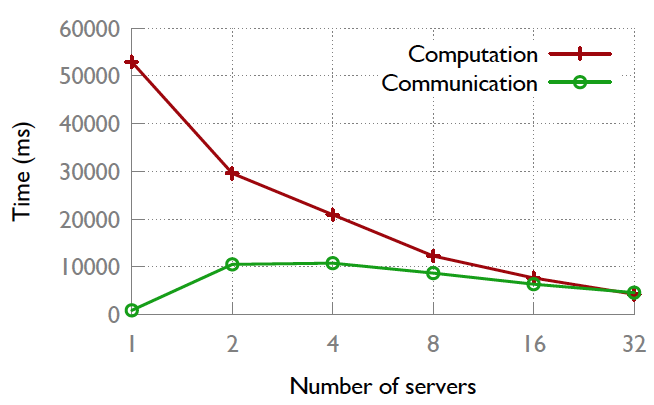 60000
50000
40000
30000
20000
10000
0
Time (ms)
Computation
Communication
1 2 4 8 16 32
Number of servers